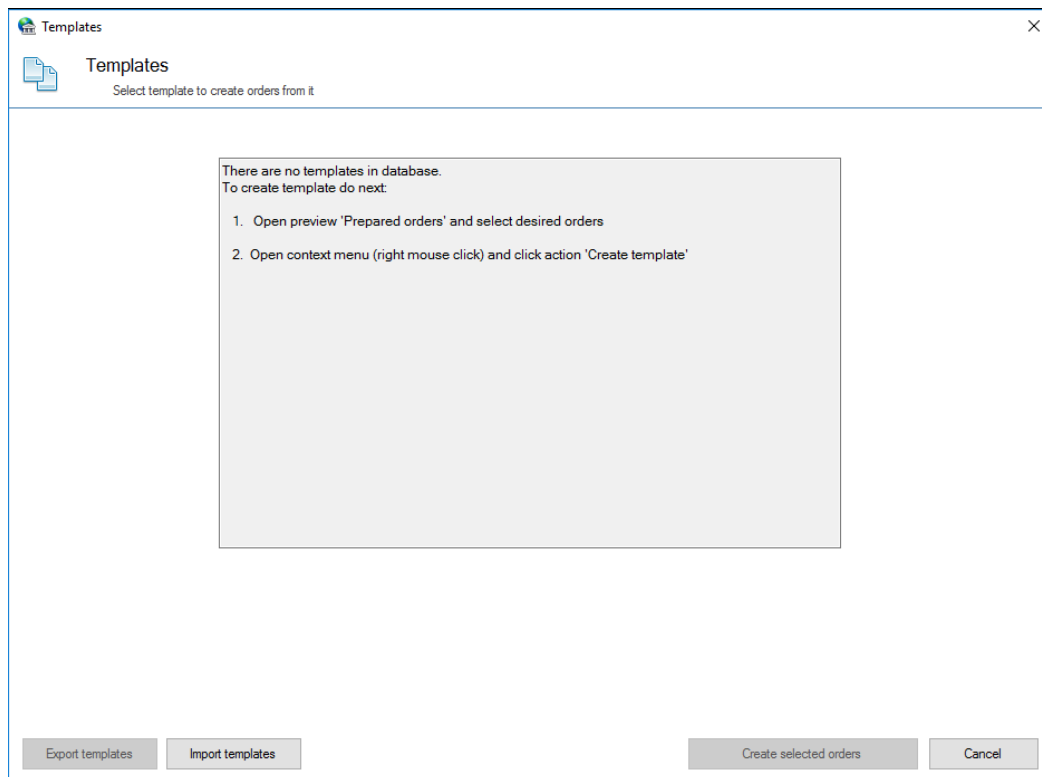 Templates
Templates
Select template to create orders from it
There are no templates in database.
To create template do next:
1. Open preview 'Prepared orders' and select desired orders
2. Open context menu (right mouse click) and click action 'Create template'
Export templates
Import templates
Create selected orders
Cancel